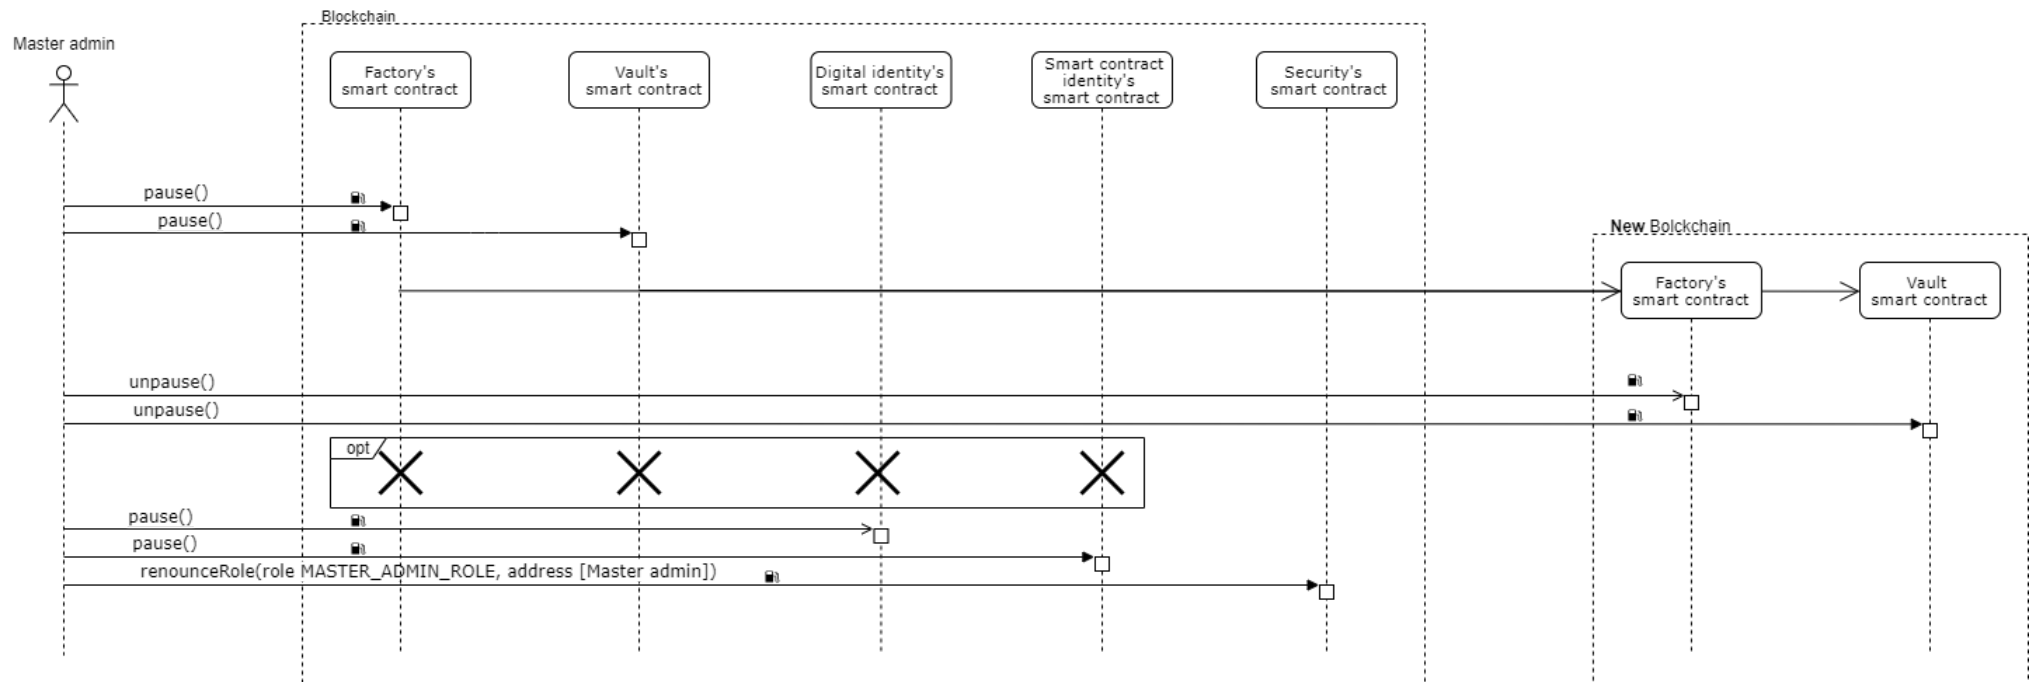 Blockchain
Master admin
Factory's
smart contract
Vault's
smart contract
Digital identity's
smart contract
Smart contract
identity's
smart contract
Security's
smart contract
pause()
pause()
New Bolckchain
Factory's
smart contract
Vault
smart contract
unpause()
unpause()
opt
pause()
pause()
renounceRole(role MASTER_ADMIN_ROLE, address [Master admin])